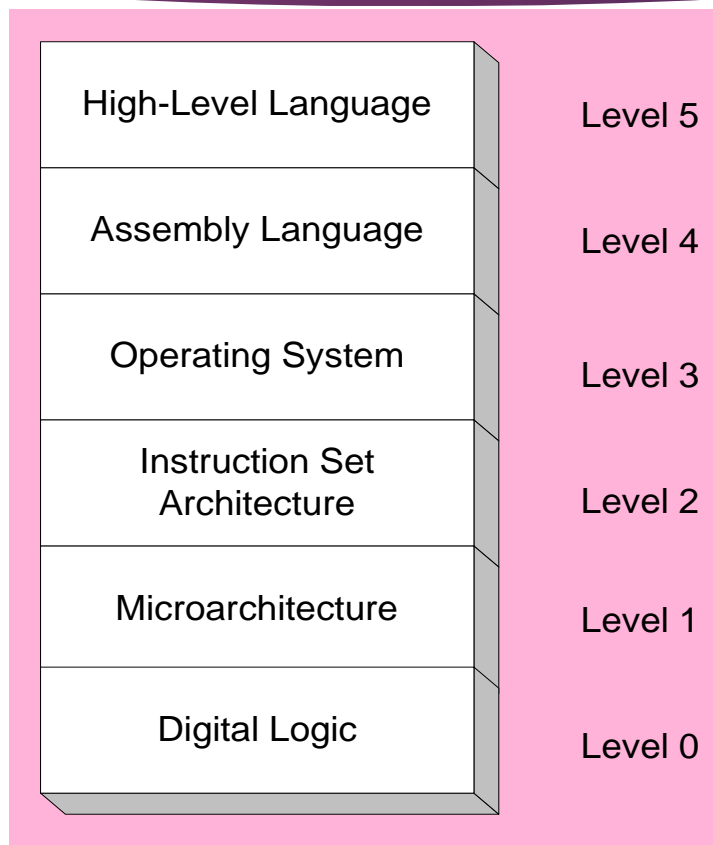 High-Level Language
Level 5
Assembly Language
Level 4
Operating System
Level 3
Instruction Set
Architecture
Level 2
Microarchitecture
Level 1
Digital Logic
Level 0